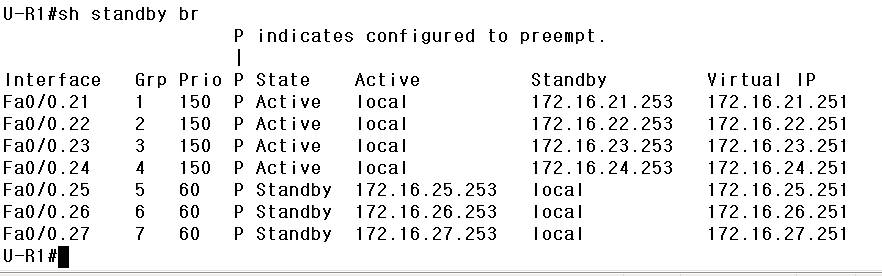 U-R1#sh standby br
P indicates configured to preempt.
|
Interface Grp Prio P State Active Standby Virtual IP
Fa0/0.21 1 150 P Active local 172.16.21.253 172.16.21.251
Fa0/0.22 2 150 P Active local 172.16.22.253 172.16.22.251
Fa0/0.23 3 150 P Active local 172.16.23.253 172.16.23.251
Fa0/0.24 4 150 P Active local 172.16.24.253 172.16.24.251
Fa0/0.25 5 60 P Standby 172.16.25.253 local 172.16.25.251
Fa0/0.26 6 60 P Standby 172.16.26.253 local 172.16.26.251
Fa0/0.27 7 60 P Standby 172.16.27.253 local 172.16.27.251
U-R1#